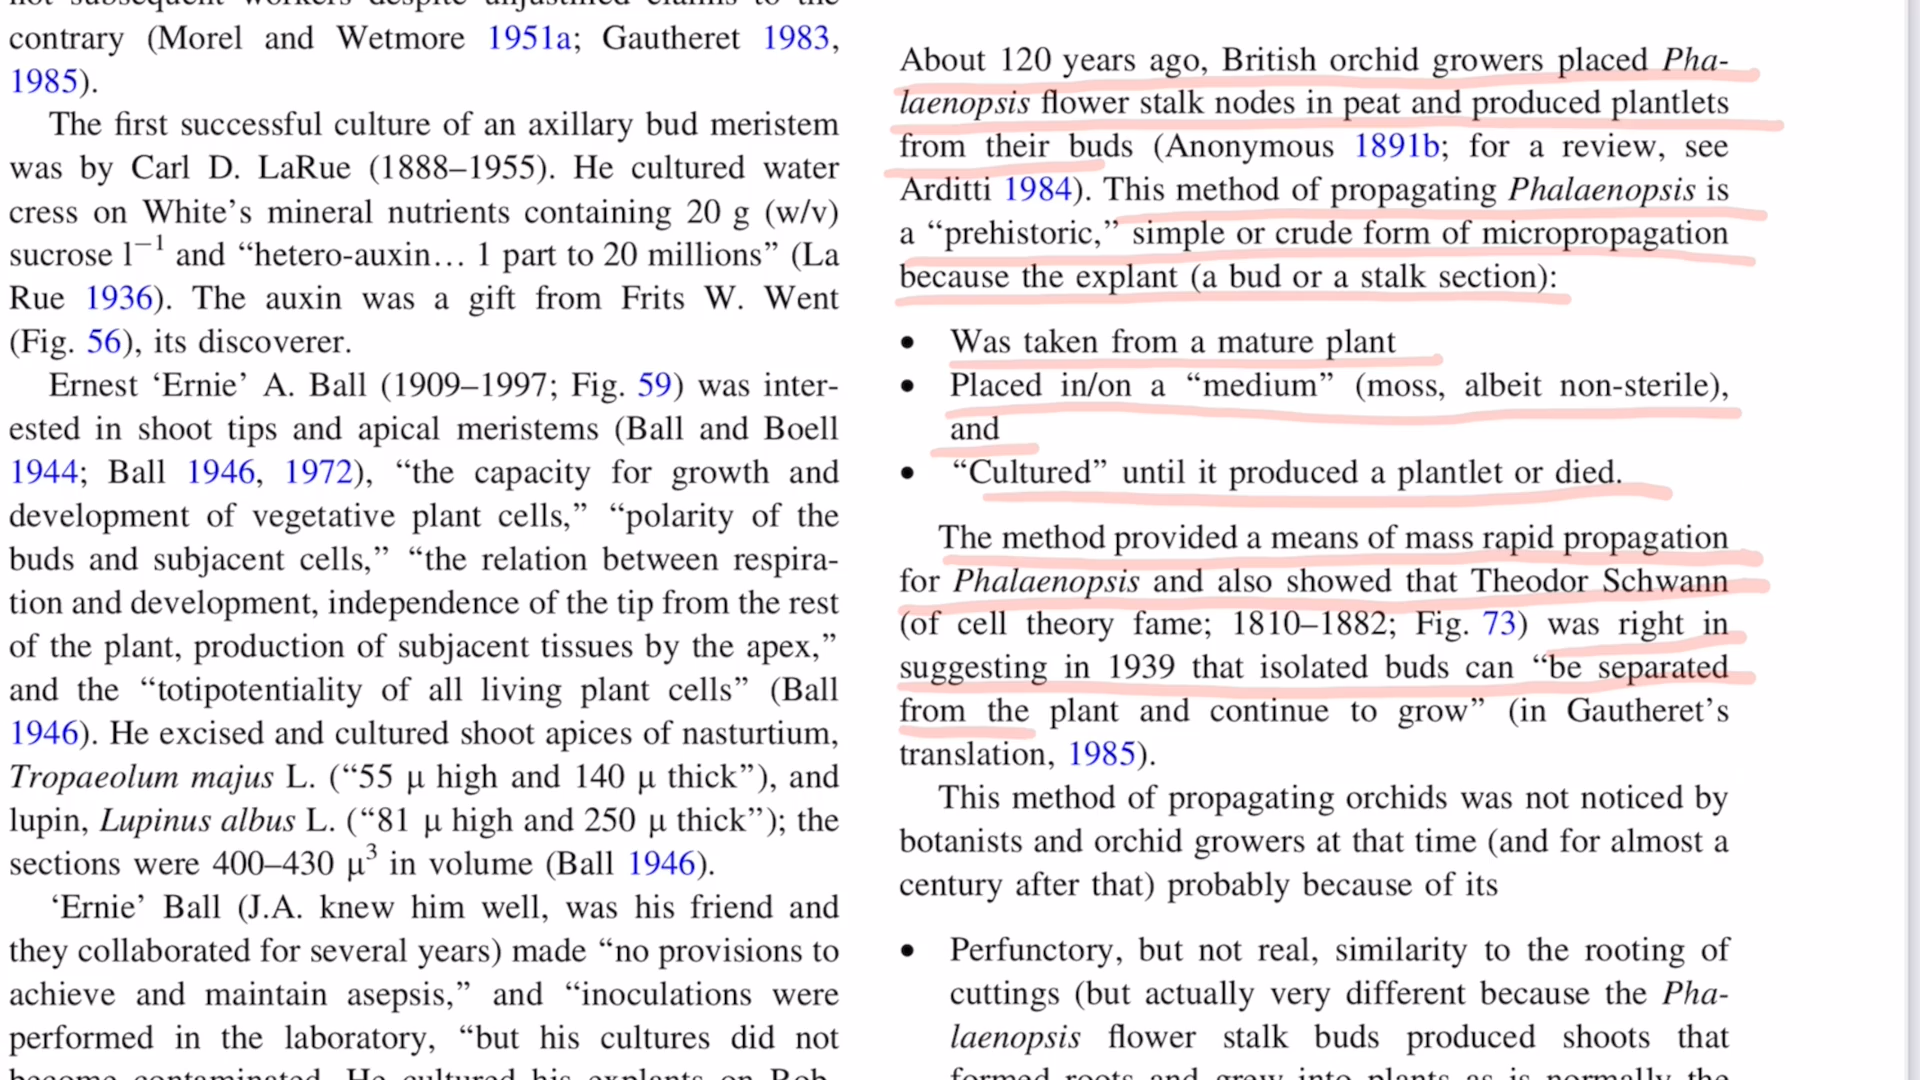 contrary (Morel and Wetmore 1951a; Gautheret 1983,
1985).
The first successful culture of an axillary bud meristem
was by Carl D. LaRue (1888–1955). He cultured water
cress on White’s mineral nutrients containing 20 g (w/v)
sucrose l⁻¹ and “hetero-auxin... 1 part to 20 millions” (La
Rue 1936). The auxin was a gift from Frits W. Went
(Fig. 56), its discoverer.
Ernest ‘Ernie’ A. Ball (1909–1997; Fig. 59) was inter-
ested in shoot tips and apical meristems (Ball and Boell
1944; Ball 1946, 1972), “the capacity for growth and
development of vegetative plant cells,” “polarity of the
buds and subjacent cells,” “the relation between respira-
tion and development, independence of the tip from the rest
of the plant, production of subjacent tissues by the apex,”
and the “totipotentiality of all living plant cells” (Ball
1946). He excised and cultured shoot apices of nasturtium,
Tropaeolum majus L. (“55 μ high and 140 μ thick”), and
lupin, Lupinus albus L. (“81 μ high and 250 μ thick”); the
sections were 400–430 μ³ in volume (Ball 1946).
‘Ernie’ Ball (J.A. knew him well, was his friend and
they collaborated for several years) made “no provisions to
achieve and maintain asepsis,” and “inoculations were
performed in the laboratory, “but his cultures did not
About 120 years ago, British orchid growers placed Pha-
laenopsis flower stalk nodes in peat and produced plantlets
from their buds (Anonymous 1891b; for a review, see
Arditti 1984). This method of propagating Phalaenopsis is
a “prehistoric,” simple or crude form of micropropagation
because the explant (a bud or a stalk section):
• Was taken from a mature plant
• Placed in/on a “medium” (moss, albeit non-sterile),
and
• “Cultured” until it produced a plantlet or died.
The method provided a means of mass rapid propagation
for Phalaenopsis and also showed that Theodor Schwann
(of cell theory fame; 1810–1882; Fig. 73) was right in
suggesting in 1939 that isolated buds can “be separated
from the plant and continue to grow” (in Gautheret’s
translation, 1985).
This method of propagating orchids was not noticed by
botanists and orchid growers at that time (and for almost a
century after that) probably because of its
• Perfunctory, but not real, similarity to the rooting of
cuttings (but actually very different because the Pha-
laenopsis flower stalk buds produced shoots that